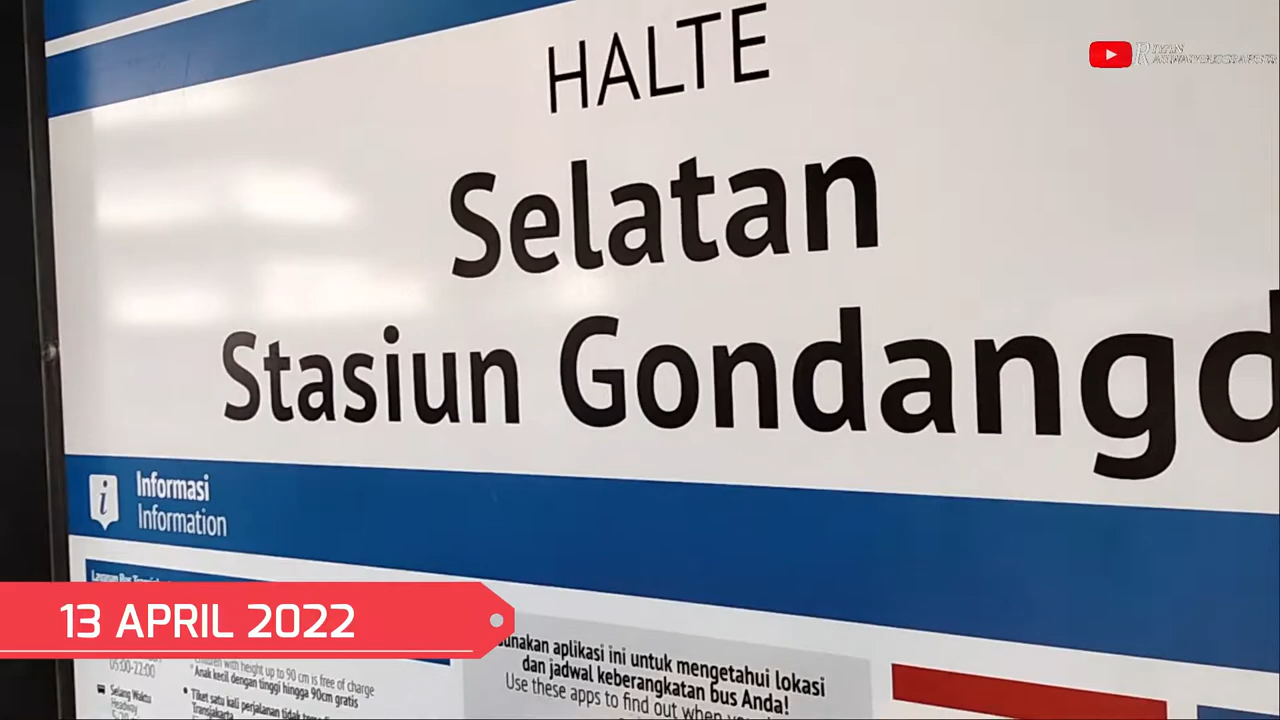 HALTE
Selatan
Stasiun Gondangd
Informasi
Information
13 APRIL 2022
05:00-22:00
Children with height up to 90 cm is free of charge
* Anak kecil dengan tinggi hingga 90cm gratis
Selang Waktu
Headway
Tiket satu kali perjalanan tidak
Transjakarta
aplikasi ini untuk mengetahui lokasi
dan jadwal keberangkatan bus Anda!
Use these apps to find out when